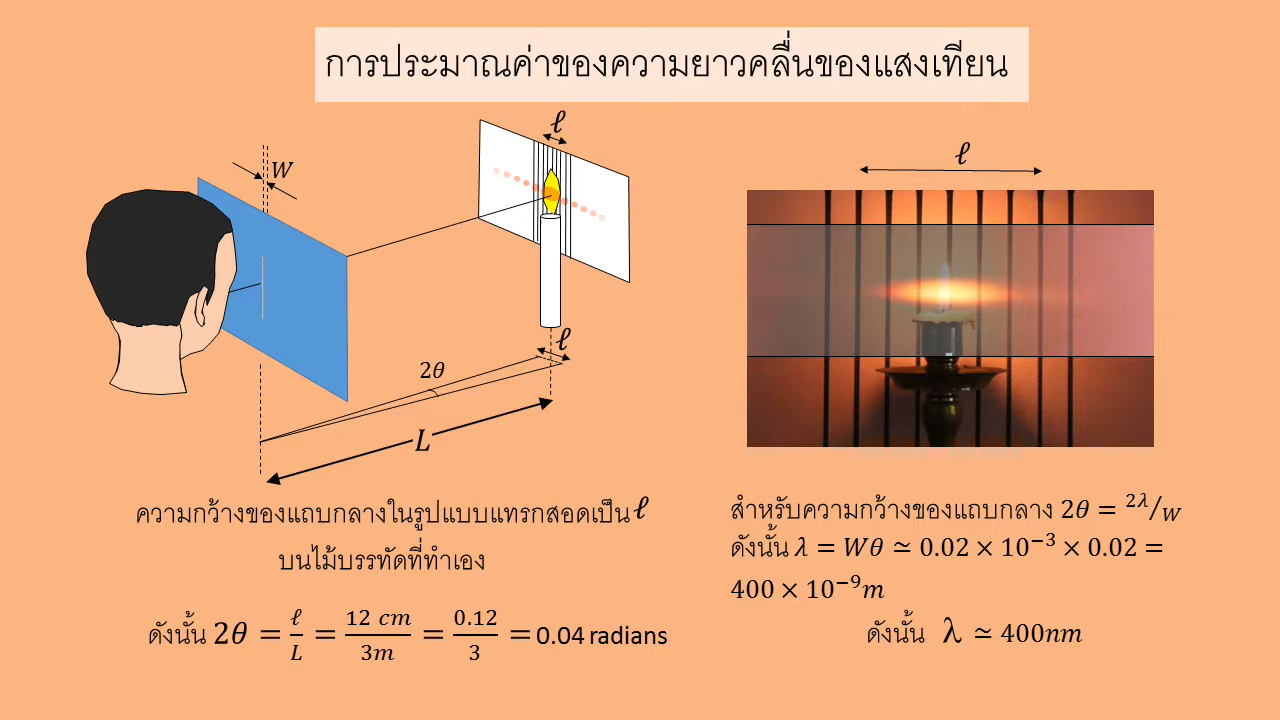 การประมาณค่าของความยาวคลื่นของแสงเทียน
ℓ
W
ℓ
ℓ
2θ
L
ความกว้างของแถบกลางในรูปแบบแทรกสอดเป็น ℓ
บนไม้บรรทัดที่ทำเอง
ดังนั้น 2θ = ℓ/L = 12 cm/3m = 0.12/3 = 0.04 radians
สำหรับความกว้างของแถบกลาง 2θ = 2λ/W
ดังนั้น λ = Wθ ≃ 0.02 × 10⁻³ × 0.02 =
400 × 10⁻⁹m
ดังนั้น λ ≃ 400nm